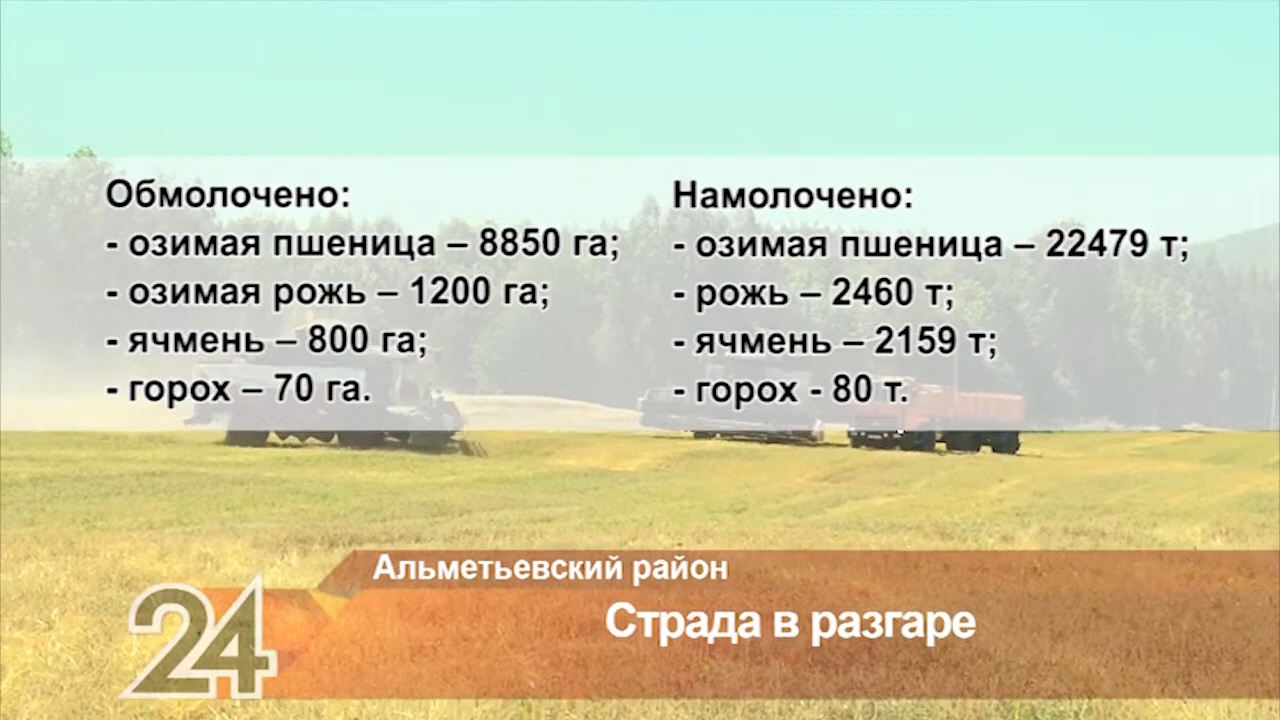 Обмолочено:
- озимая пшеница – 8850 га;
- озимая рожь – 1200 га;
- ячмень – 800 га;
- горох – 70 га.
Намолочено:
- озимая пшеница – 22479 т;
- рожь – 2460 т;
- ячмень – 2159 т;
- горох - 80 т.
Альметьевский район
24
Страда в разгаре